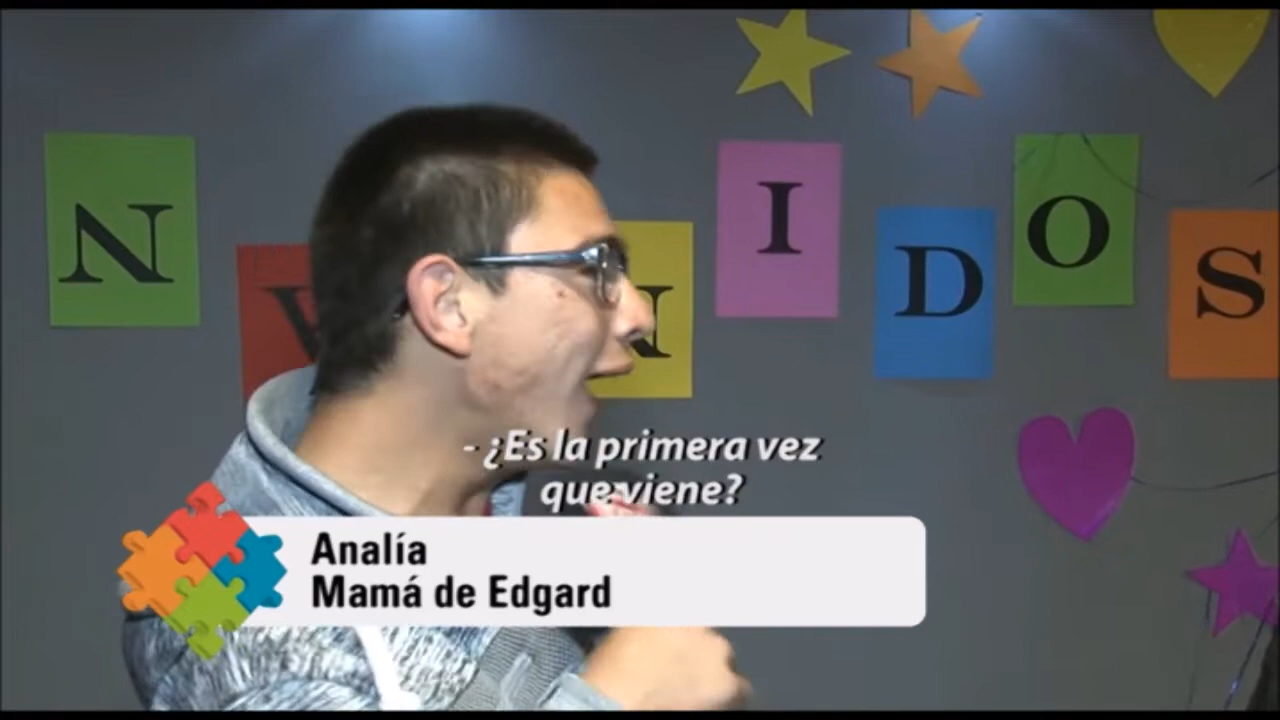 N V N I D O S
- ¿Es la primera vez
que viene?
Analía
Mamá de Edgard